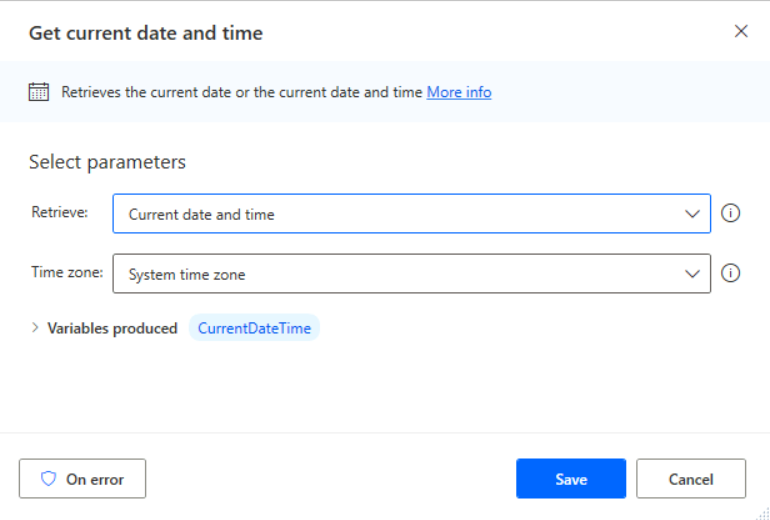 Get current date and time
Retrieves the current date or the current date and time More info
Select parameters
Retrieve: Current date and time
Time zone: System time zone
Variables produced CurrentDateTime
On error Save Cancel